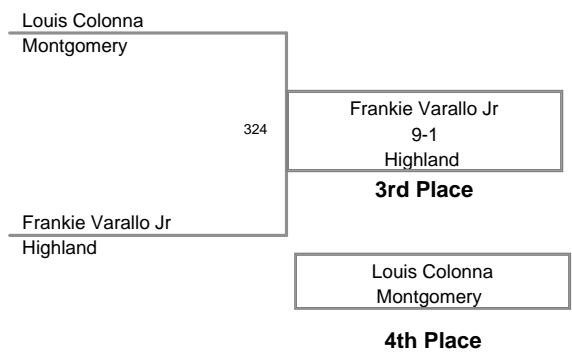 Louis Colonna
Montgomery
324
Frankie Varallo Jr
9-1
Highland
3rd Place
Frankie Varallo Jr
Highland
Louis Colonna
Montgomery
4th Place